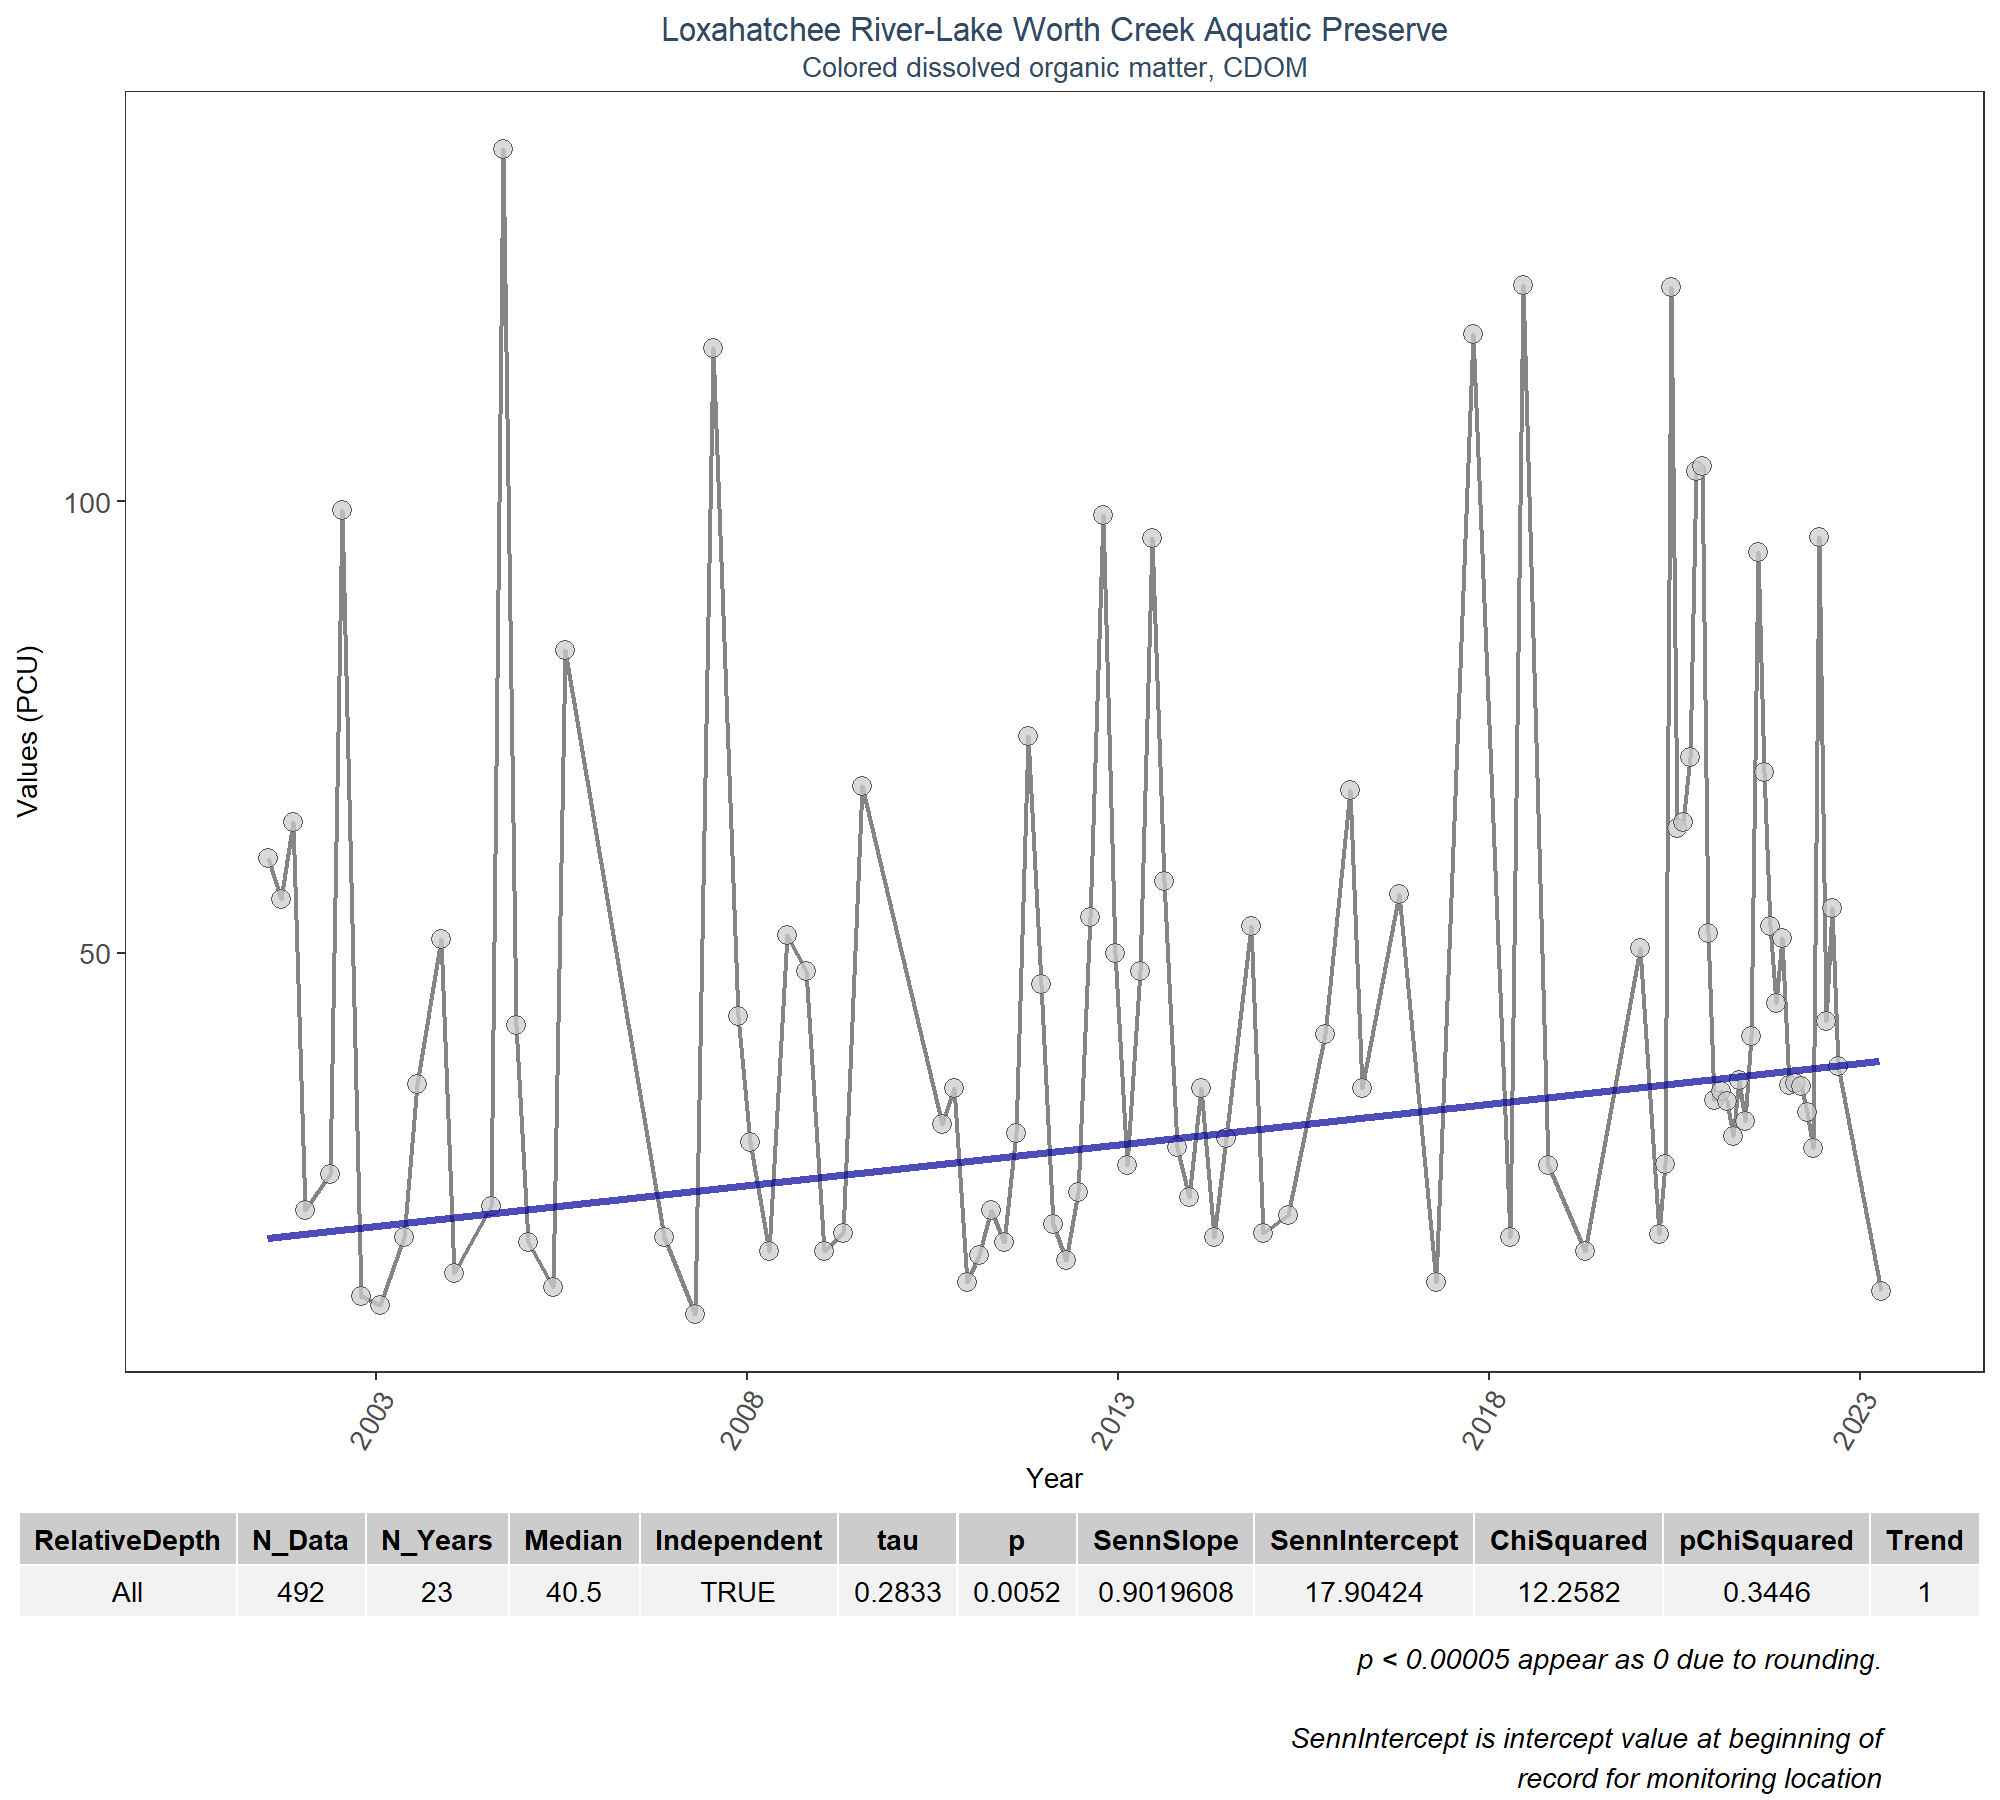 Loxahatchee River-Lake Worth Creek Aquatic Preserve
Colored dissolved organic matter, CDOM
Values (PCU)
100
50
2003 2008 2013 2018 2023
Year
RelativeDepth N_Data N_Years Median Independent tau p SennSlope SennIntercept ChiSquared pChiSquared Trend
All 492 23 40.5 TRUE 0.2833 0.0052 0.9019608 17.90424 12.2582 0.3446 1
p < 0.00005 appear as 0 due to rounding.
SennIntercept is intercept value at beginning of
record for monitoring location